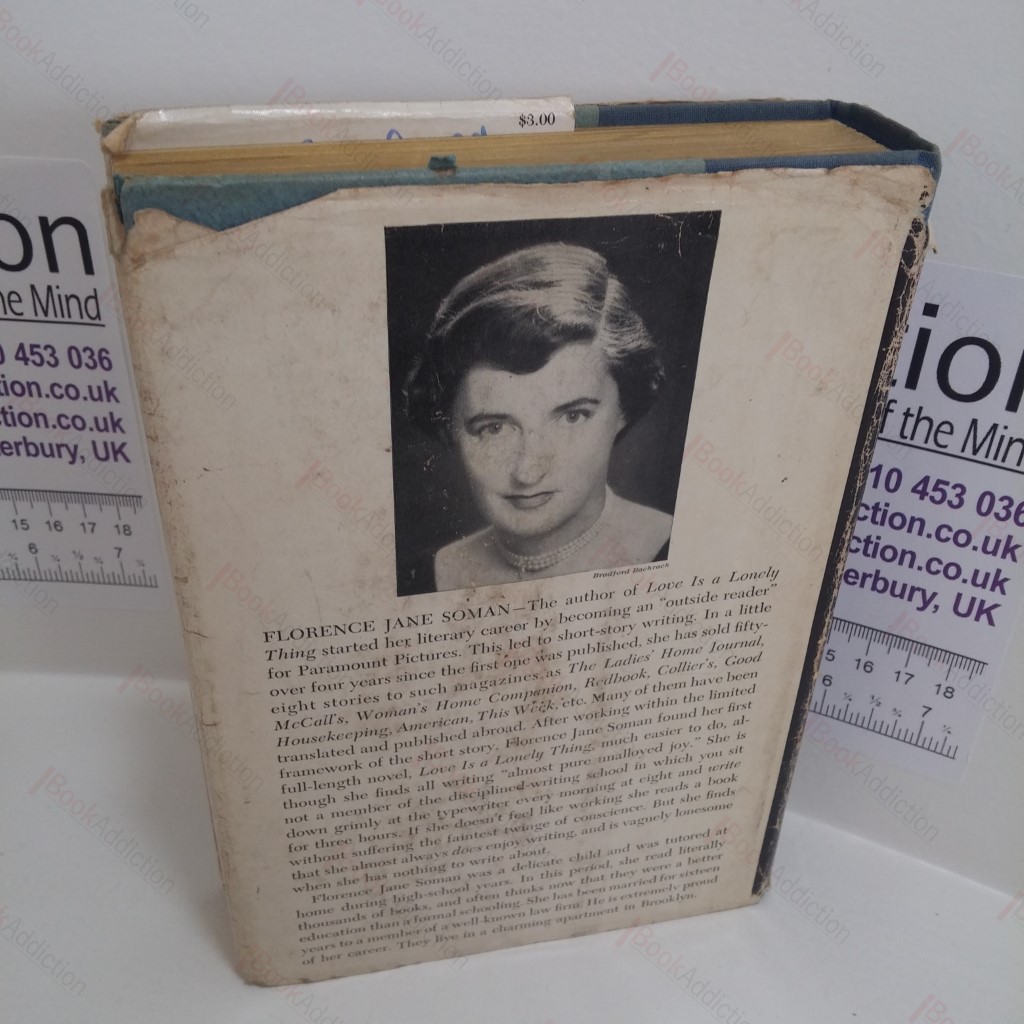 $3.00
Bradford Bachrach
FLORENCE JANE SOMAN—The author of Love Is a Lonely
Thing started her literary career by becoming an "outside reader"
for Paramount Pictures. This led to short-story writing. In a little
over four years since the first one was published, she has sold fifty-
eight stories to such magazines as The Ladies' Home Journal,
McCall's, Woman's Home Companion, Redbook, Collier's, Good
Housekeeping, American, This Week, etc. Many of them have been
translated and published abroad. After working within the limited
framework of the short story, Florence Jane Soman found her first
full-length novel, Love Is a Lonely Thing, much easier to do, al-
though she finds all writing "almost pure unalloyed joy." She is
not a member of the disciplined-writing school in which you sit
down grimly at the typewriter every morning at eight and write
for three hours. If she doesn't feel like working she reads a book
without suffering the faintest twinge of conscience. But she finds
that she almost always does enjoy writing, and is vaguely lonesome
when she has nothing to write about.
Florence Jane Soman was a delicate child and was tutored at
home during high-school years. In this period, she read literally
thousands of books, and often thinks now that they were a better
education than a formal schooling. She has been married for sixteen
years to a member of a well-known law firm. He is extremely proud
of her career. They live in a charming apartment in Brooklyn.
on
he Mind
0 453 036
tion.co.uk
tion.co.uk
erbury, UK
15 16 17 18
6 7
tion
f the Min
10 453 036
ction.co.uk
ction.co.uk
erbury, UK
5 16 17 18
6 7
BookAddiction